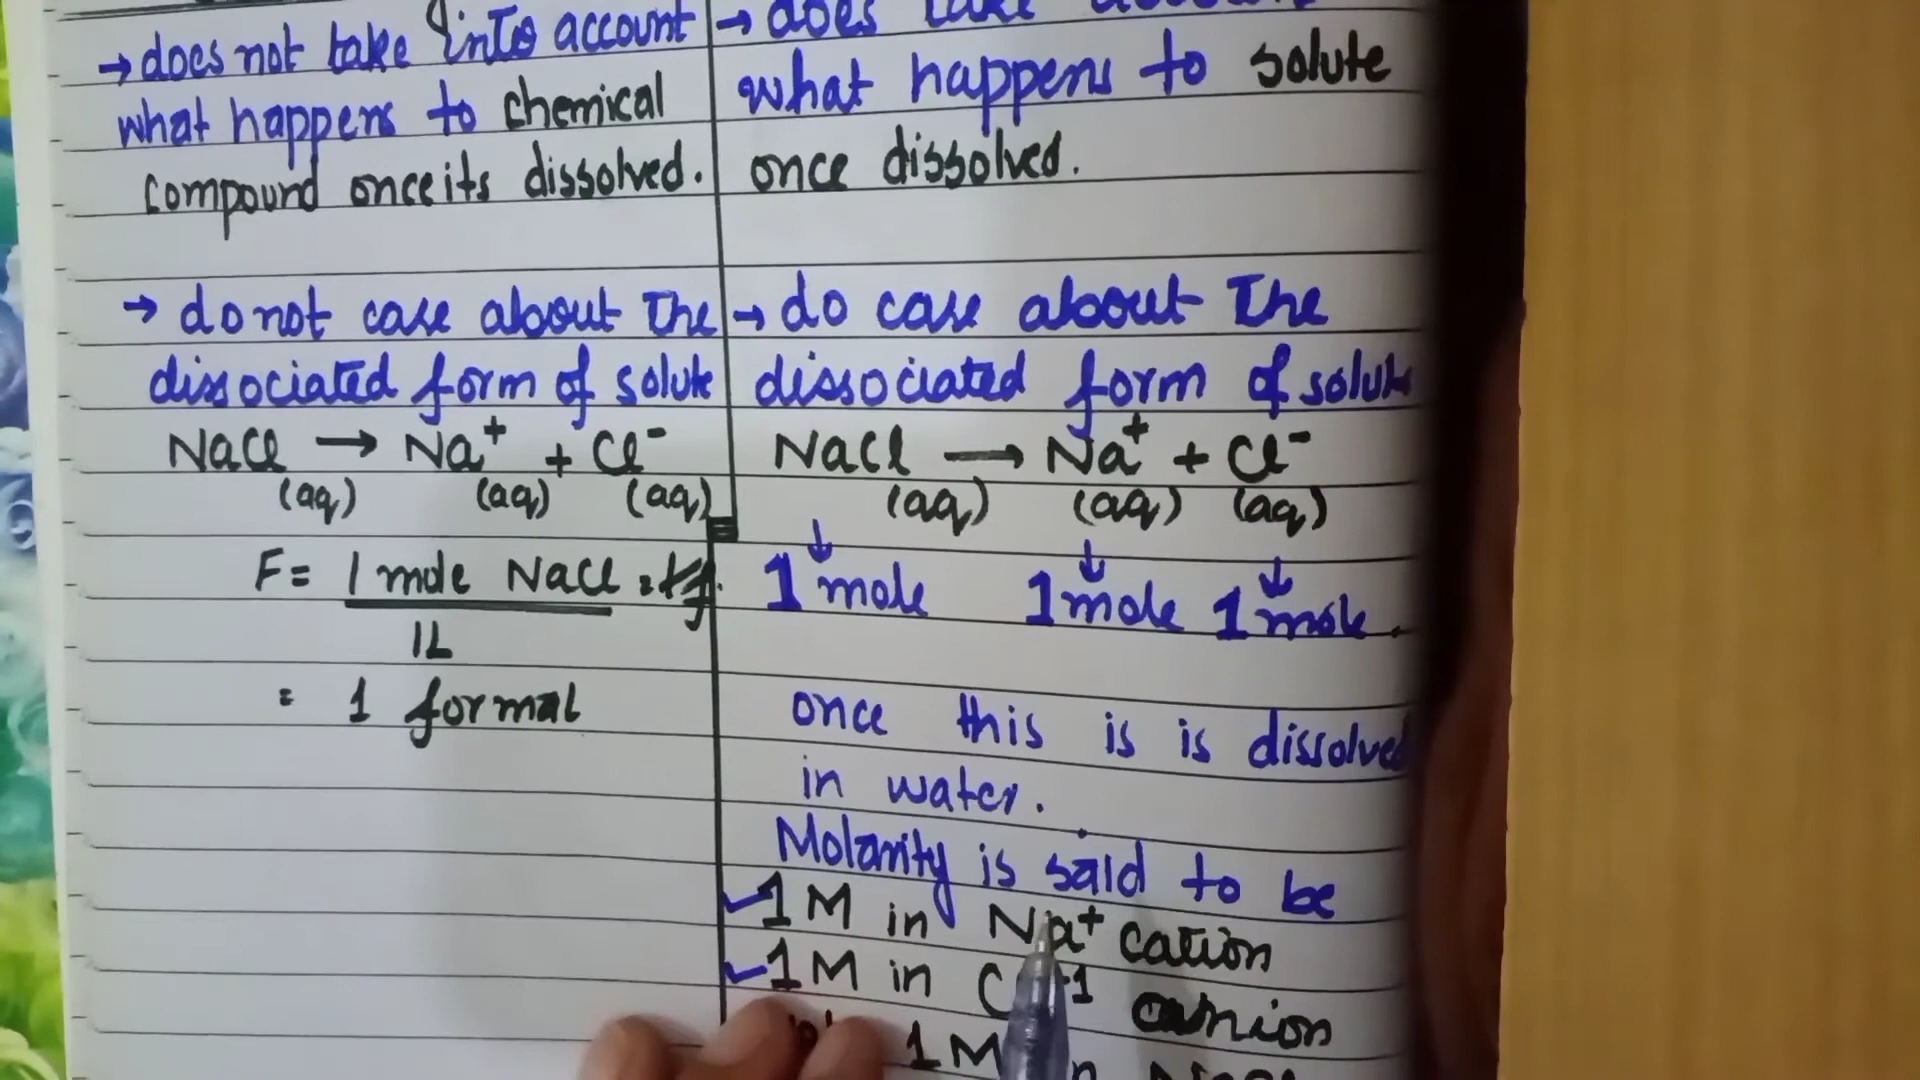 → does not take into account
what happens to chemical
compound once its dissolved.
→ do not case about The
dissociated form of solute
NaCl → Na⁺ + Cl⁻
(aq) (aq) (aq)
F = 1 mole NaCl
1L
= 1 formal
→ does take
what happens to solute
once dissolved.
→ do case about The
dissociated form of solute
NaCl → Na⁺ + Cl⁻
(aq) (aq) (aq)
↓ ↓ ↓
1 mole 1 mole 1 mole.
once this is is dissolved
in water.
Molarity is said to be
✓1 M in Na⁺ cation
✓1 M in anion
1M